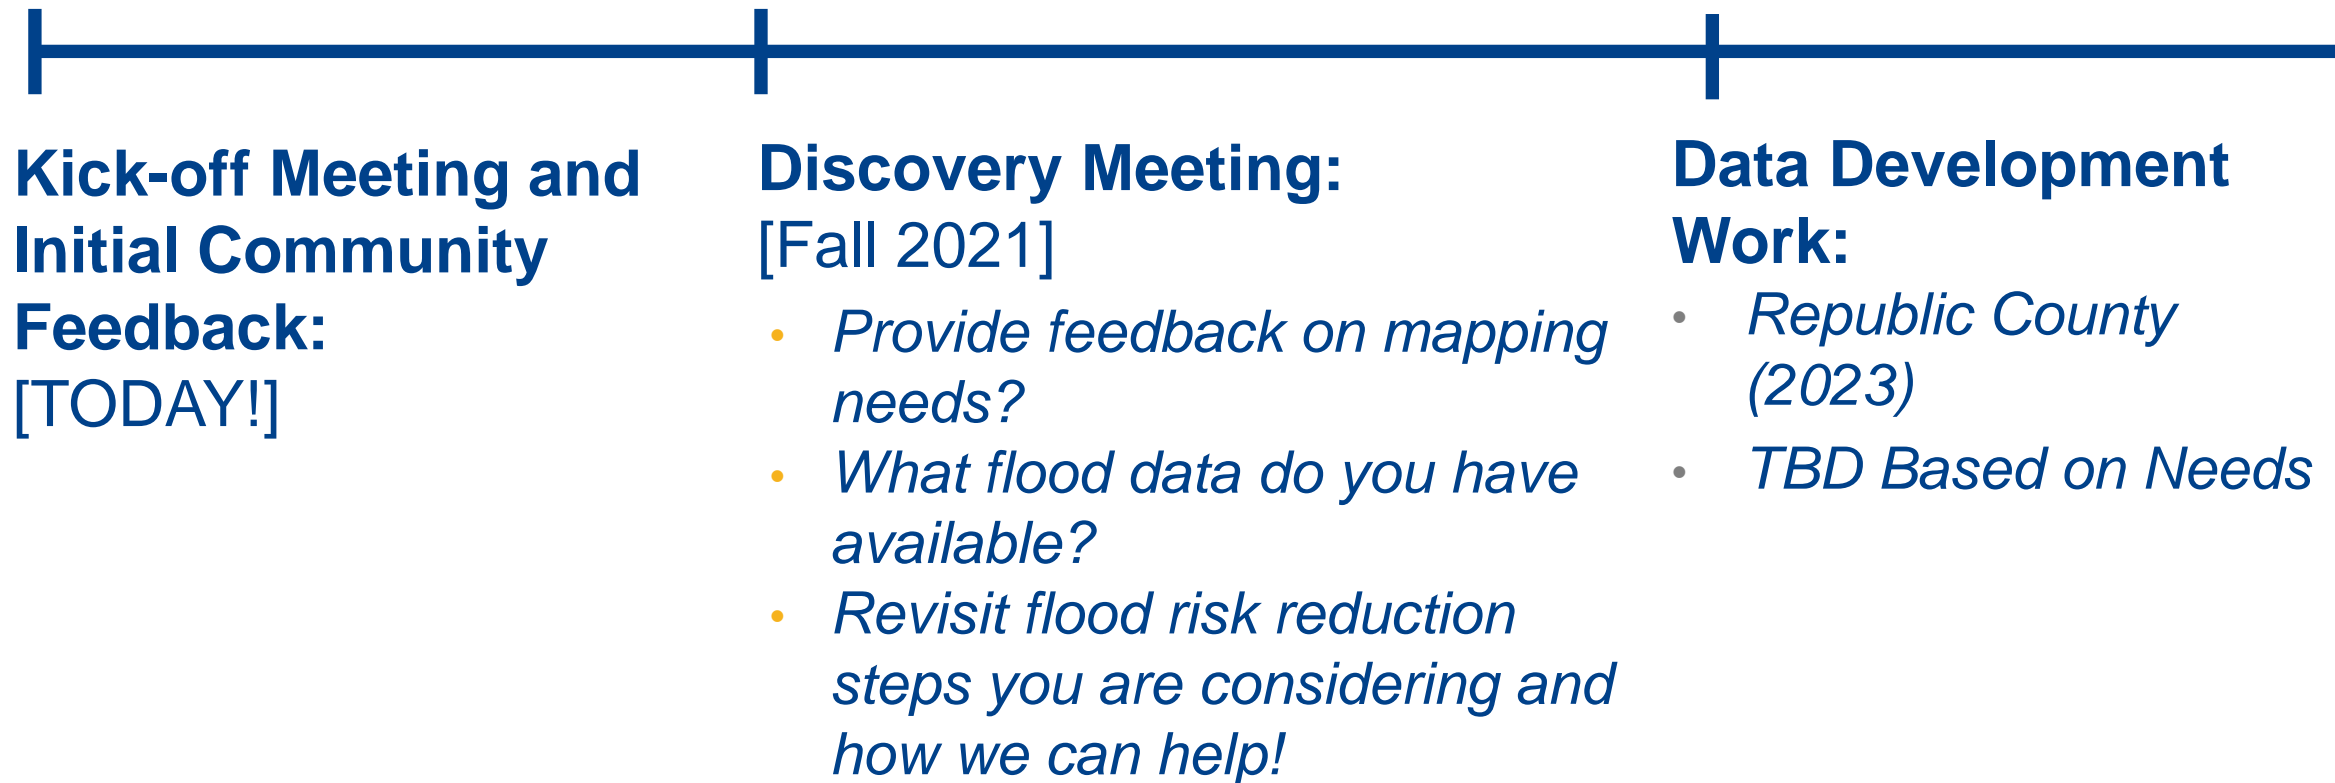 Kick-off Meeting and
Initial Community
Feedback:
[TODAY!]
Discovery Meeting:
[Fall 2021]
• Provide feedback on mapping
needs?
• What flood data do you have
available?
• Revisit flood risk reduction
steps you are considering and
how we can help!
Data Development
Work:
• Republic County
(2023)
• TBD Based on Needs